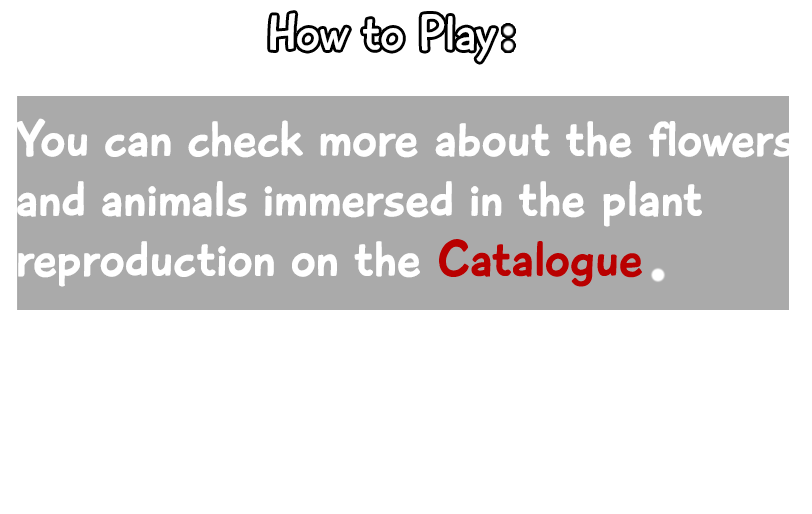 How to Play:
You can check more about the flowers
and animals immersed in the plant
reproduction on the Catalogue.